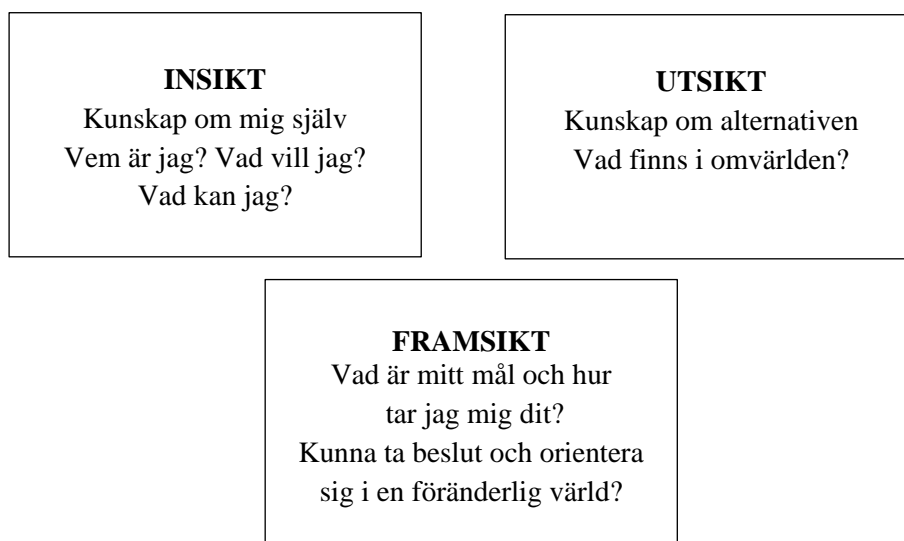 INSIKT
Kunskap om mig själv
Vem är jag? Vad vill jag?
Vad kan jag?
UTSIKT
Kunskap om alternativen
Vad finns i omvärlden?
FRAMSIKT
Vad är mitt mål och hur
tar jag mig dit?
Kunna ta beslut och orientera
sig i en föränderlig värld?